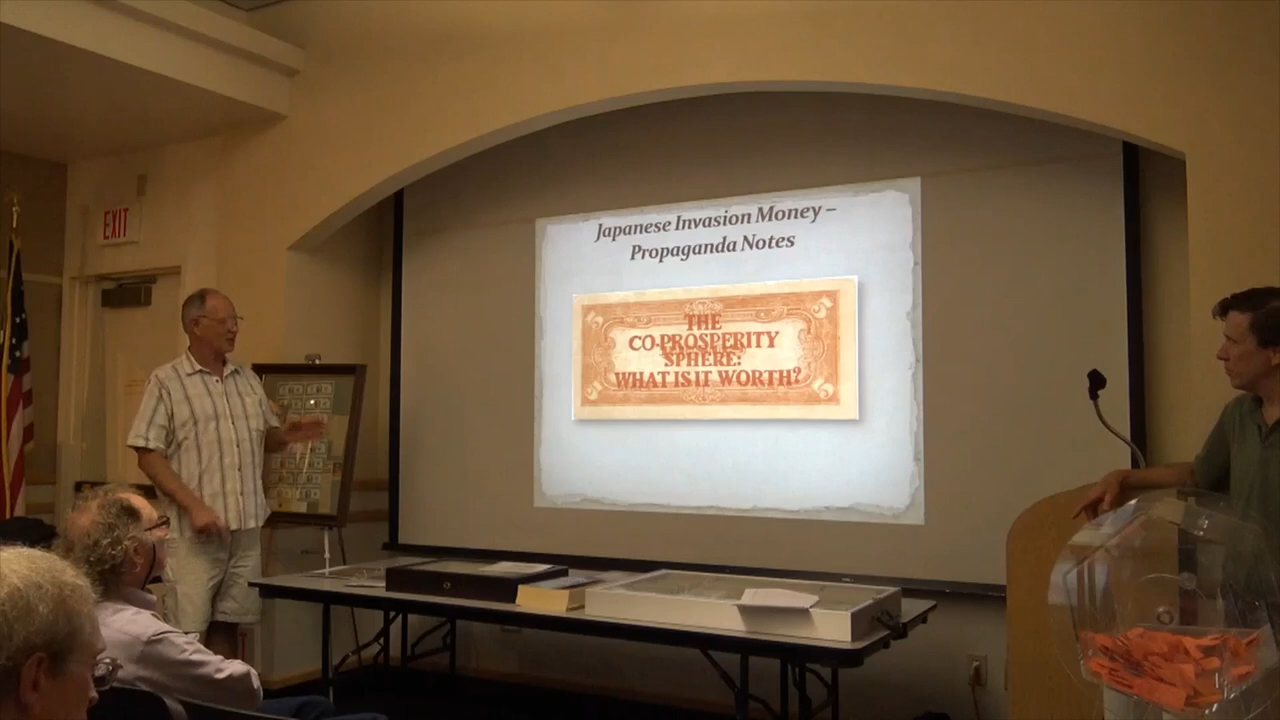 EXIT
Japanese Invasion Money –
Propaganda Notes
THE
CO-PROSPERITY
SPHERE:
WHAT IS IT WORTH?